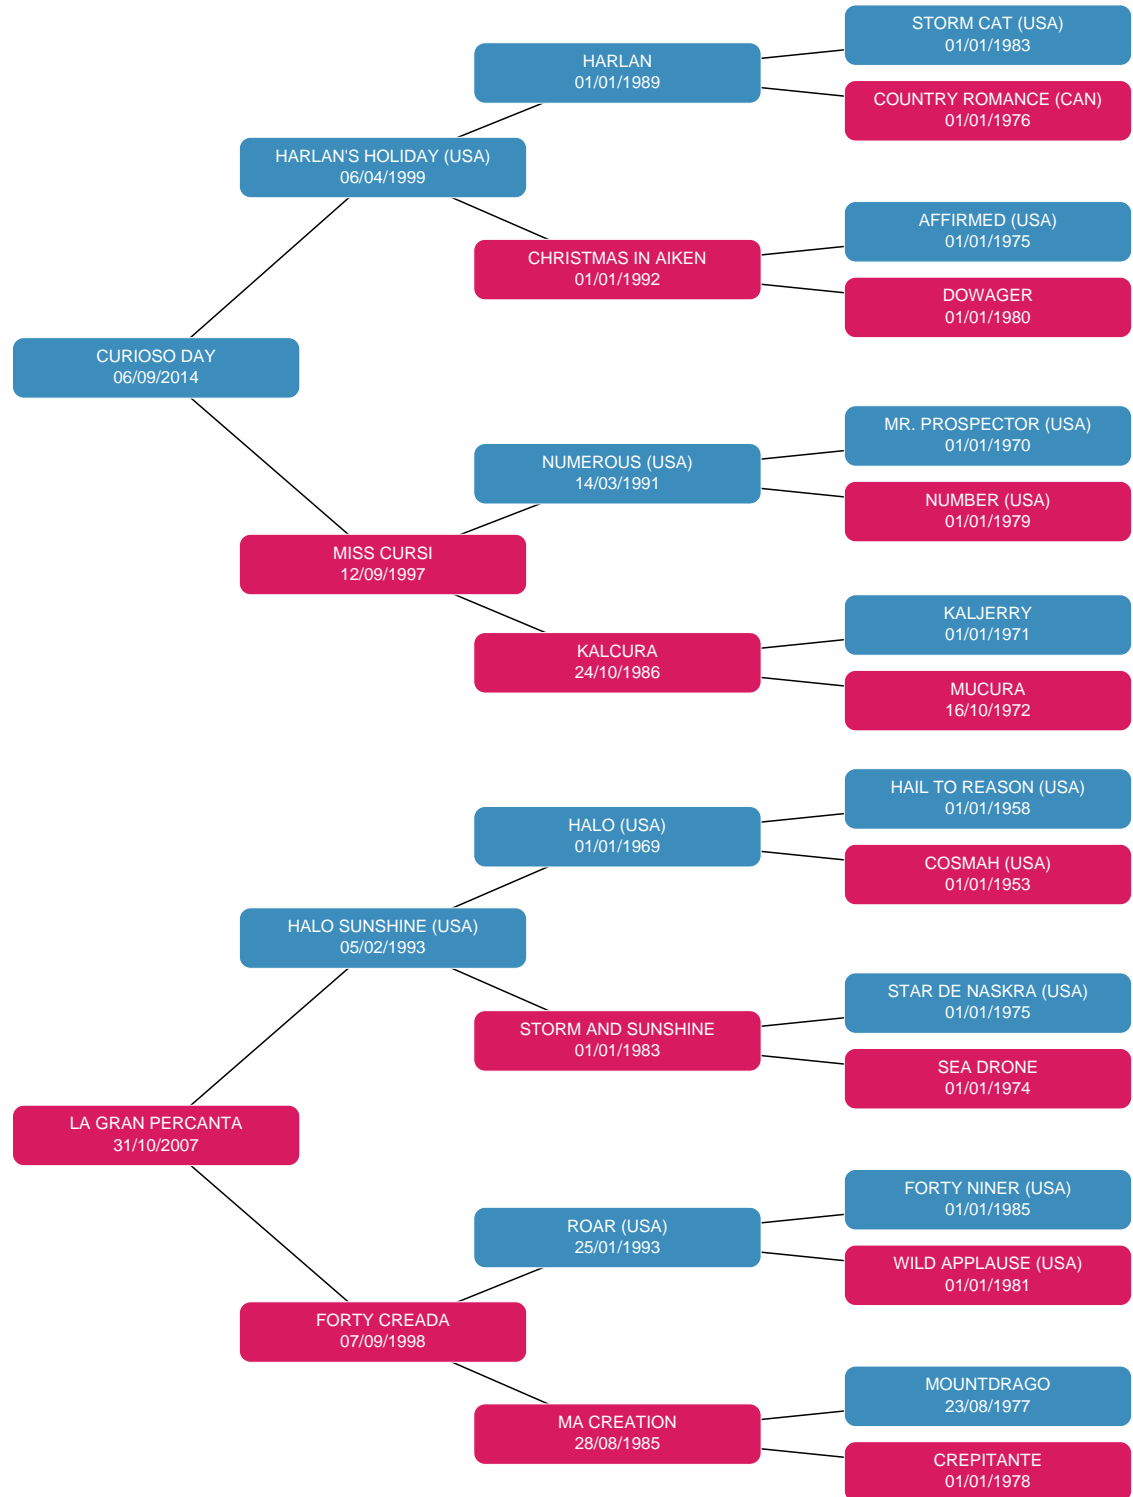 STORM CAT (USA)
01/01/1983
HARLAN
01/01/1989
COUNTRY ROMANCE (CAN)
01/01/1976
HARLAN'S HOLIDAY (USA)
06/04/1999
AFFIRMED (USA)
01/01/1975
CHRISTMAS IN AIKEN
01/01/1992
DOWAGER
01/01/1980
CURIOSO DAY
06/09/2014
MR. PROSPECTOR (USA)
01/01/1970
NUMEROUS (USA)
14/03/1991
NUMBER (USA)
01/01/1979
MISS CURSI
12/09/1997
KALJERRY
01/01/1971
KALCURA
24/10/1986
MUCURA
16/10/1972
HAIL TO REASON (USA)
01/01/1958
HALO (USA)
01/01/1969
COSMAH (USA)
01/01/1953
HALO SUNSHINE (USA)
05/02/1993
STAR DE NASKRA (USA)
01/01/1975
STORM AND SUNSHINE
01/01/1983
SEA DRONE
01/01/1974
LA GRAN PERCANTA
31/10/2007
FORTY NINER (USA)
01/01/1985
ROAR (USA)
25/01/1993
WILD APPLAUSE (USA)
01/01/1981
FORTY CREADA
07/09/1998
MOUNTDRAGO
23/08/1977
MA CREATION
28/08/1985
CREPITANTE
01/01/1978